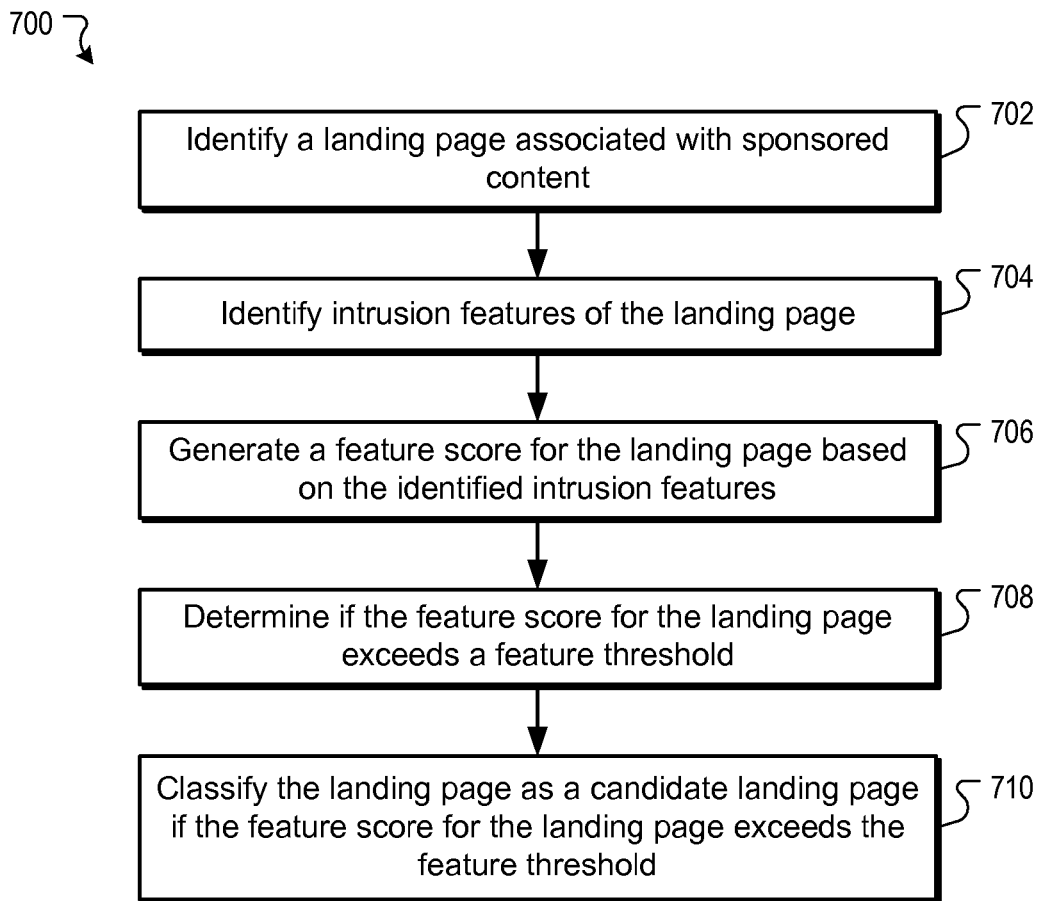 700
702
Identify a landing page associated with sponsored
content
704
Identify intrusion features of the landing page
706
Generate a feature score for the landing page based
on the identified intrusion features
708
Determine if the feature score for the landing page
exceeds a feature threshold
710
Classify the landing page as a candidate landing page
if the feature score for the landing page exceeds the
feature threshold